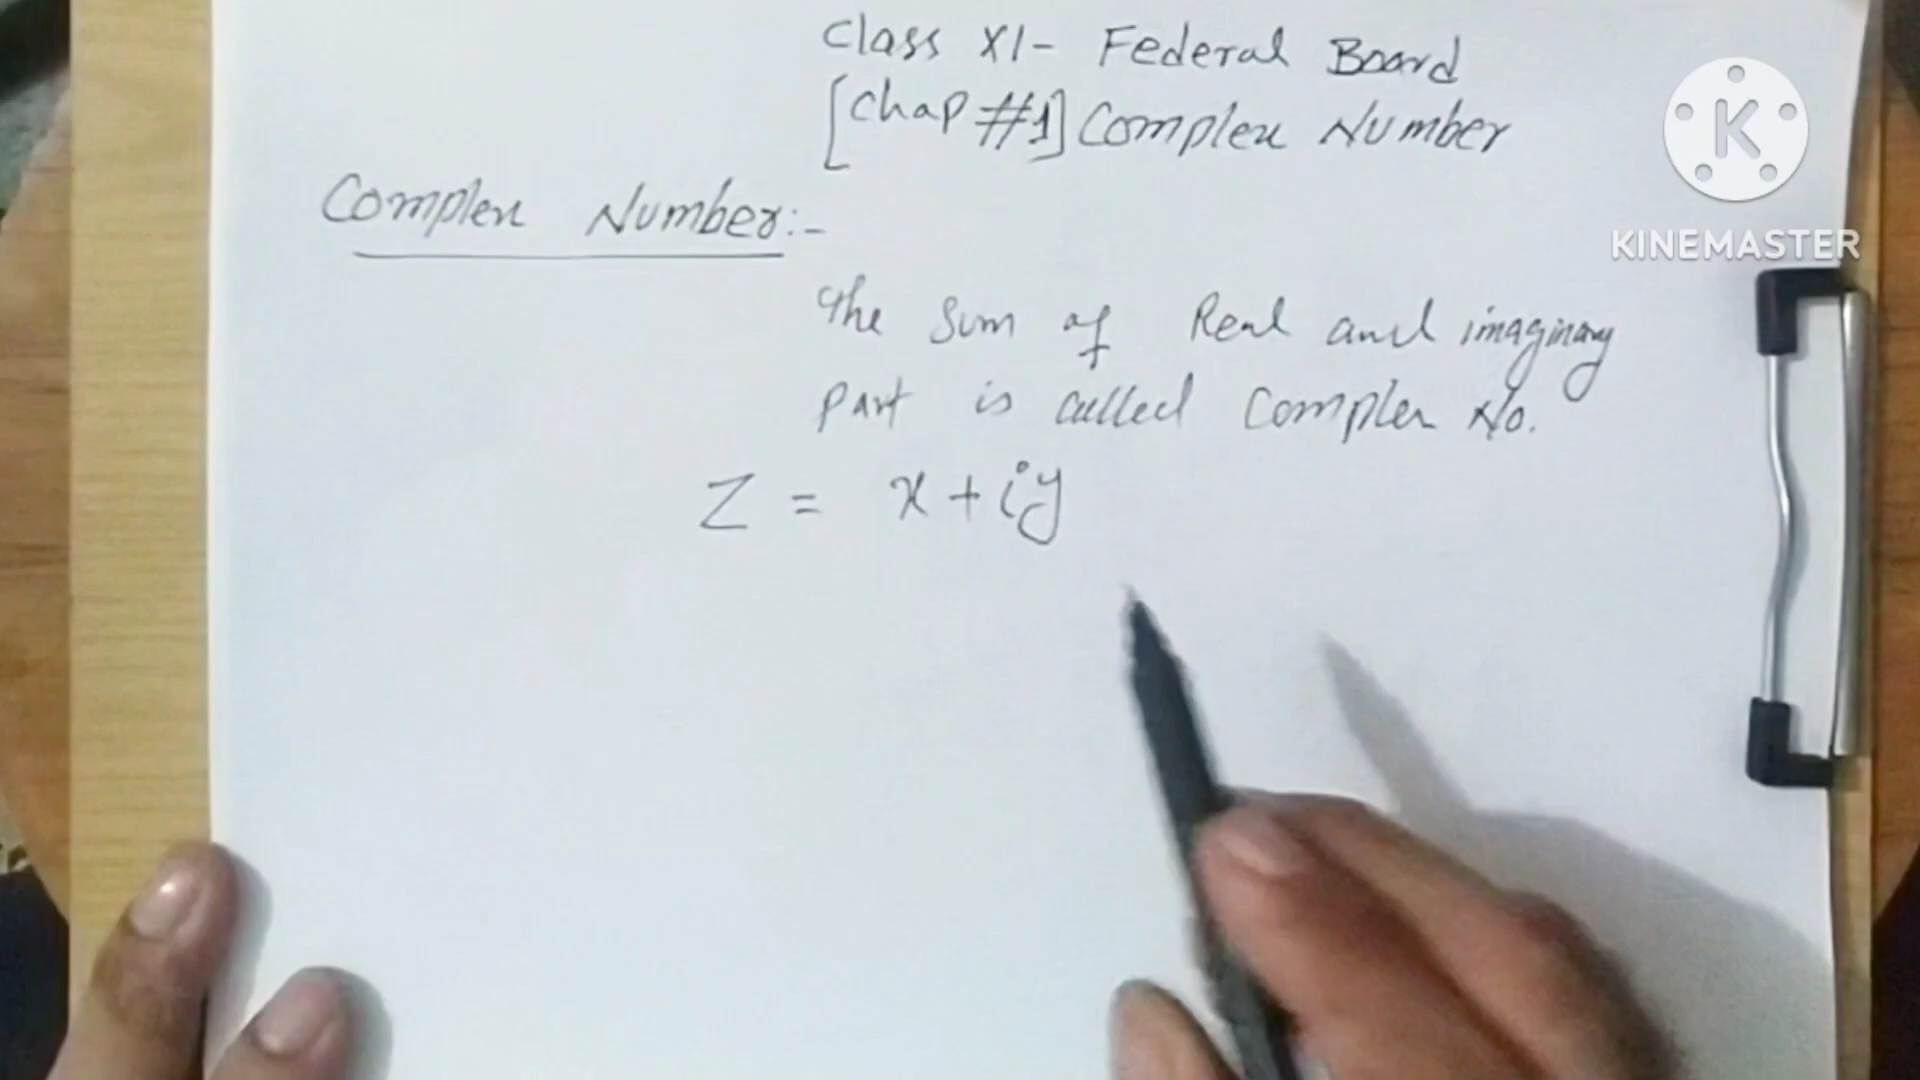 Class XI- Federal Board
[Chap #1] Complex Number
K
KINEMASTER
Complex Number:-
The Sum of Real and imaginary
Part is called Complex No.
Z = x+iy